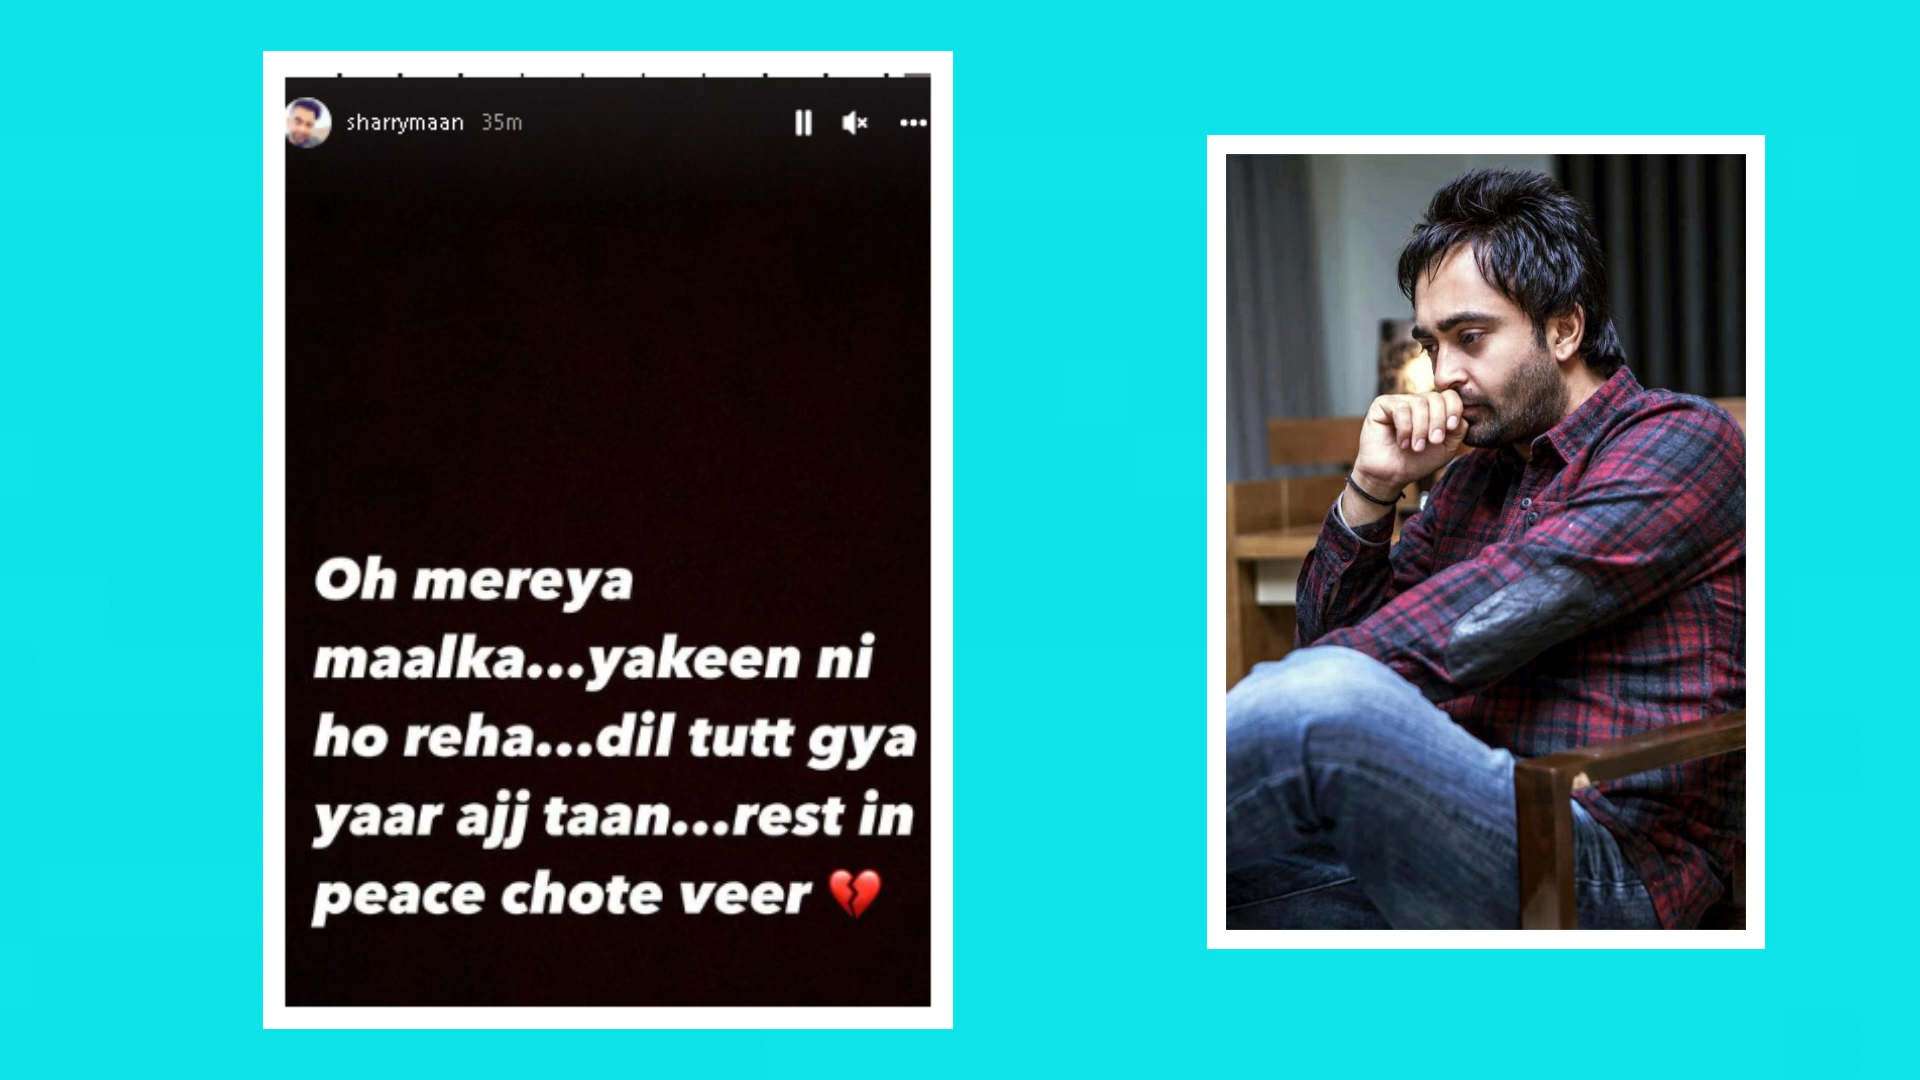 sharrymaan 35m
Oh mereya
maalka...yakeen ni
ho reha...dil tutt gya
yaar ajj taan...rest in
peace chote veer 💔